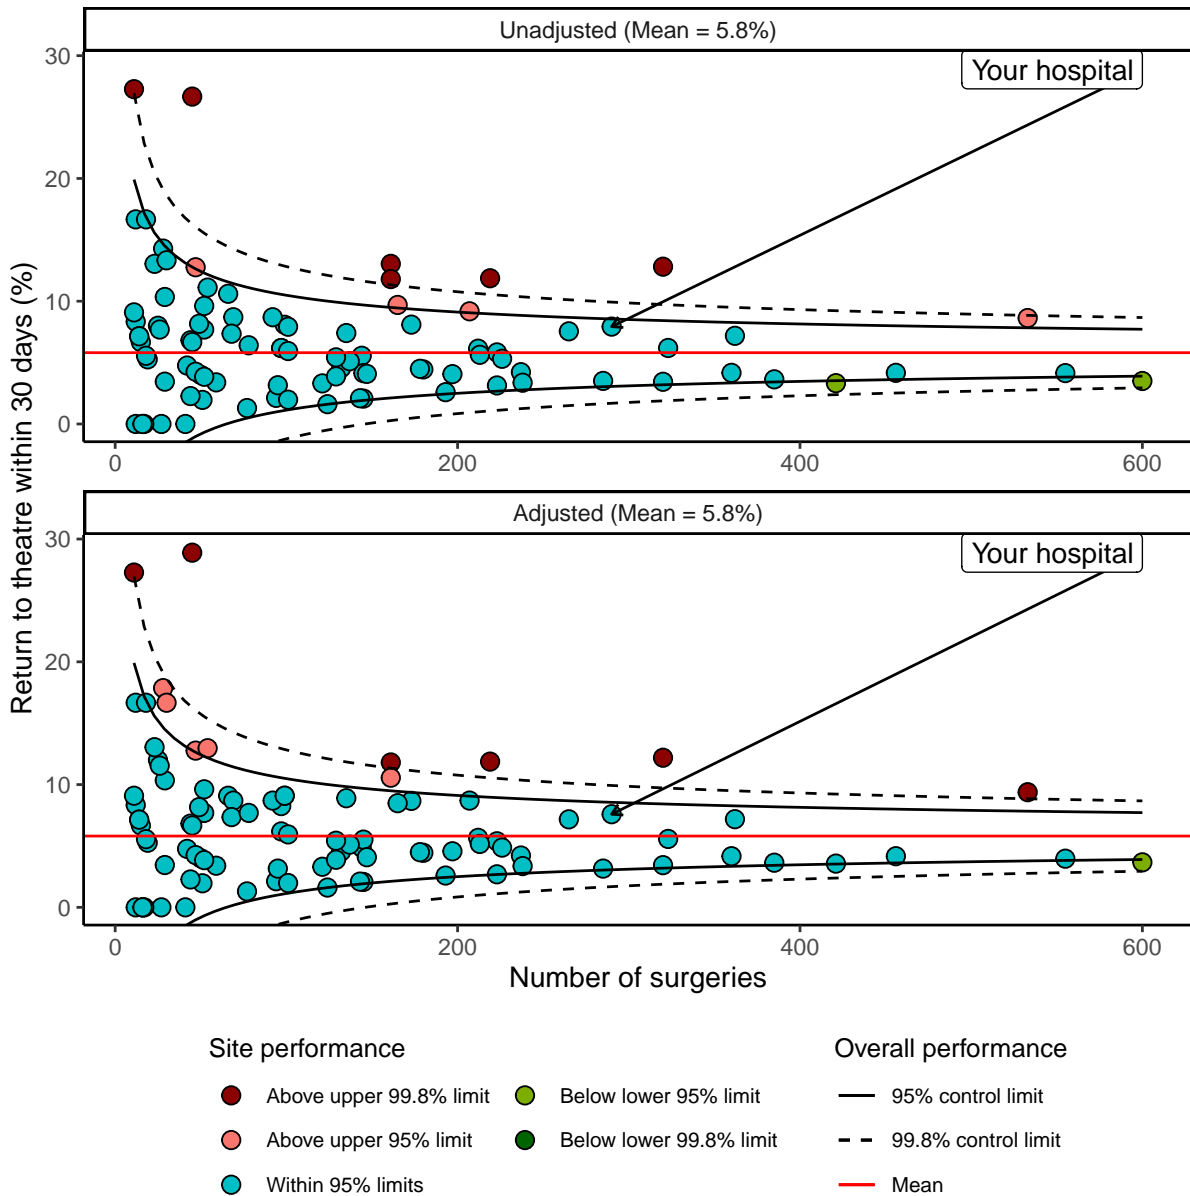 Unadjusted (Mean = 5.8%)
Your hospital
30
20
10
0
0 200 400 600
Return to theatre within 30 days (%)
Adjusted (Mean = 5.8%)
Your hospital
30
20
10
0
0 200 400 600
Number of surgeries
Site performance
Above upper 99.8% limit
Above upper 95% limit
Within 95% limits
Below lower 95% limit
Below lower 99.8% limit
Overall performance
95% control limit
99.8% control limit
Mean